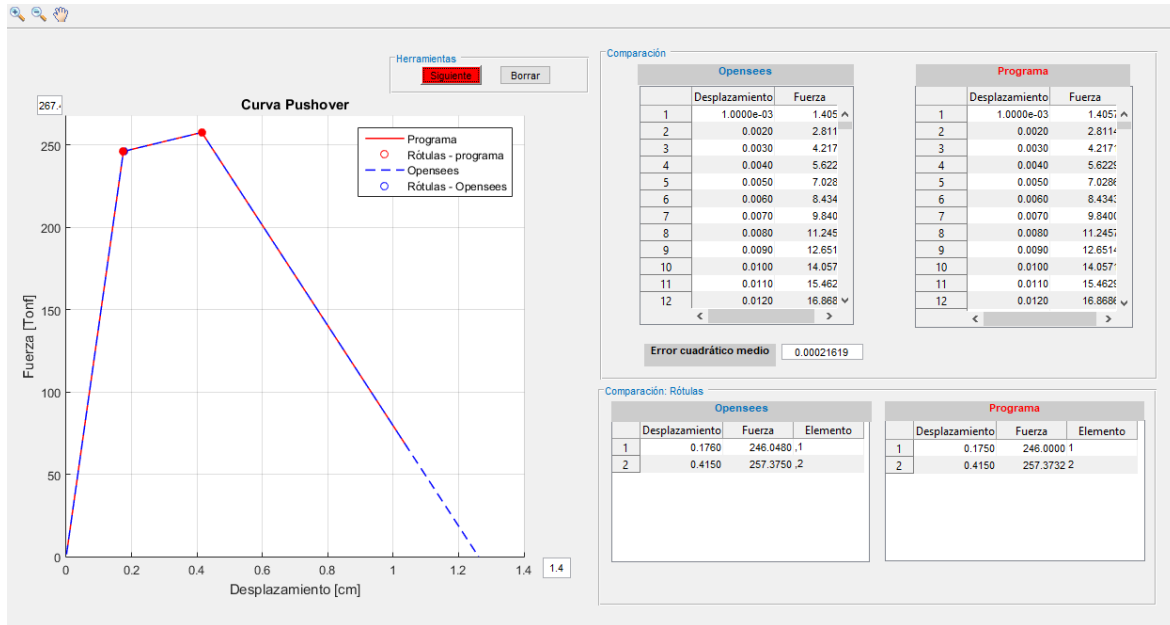 Herramientas
Siguiente Borrar
267.
Curva Pushover
Programa
Rótulas - programa
Opensees
Rótulas - Opensees
Fuerza [Tonf]
250
200
150
100
50
0
0 0.2 0.4 0.6 0.8 1 1.2 1.4
1.4
Desplazamiento [cm]
Comparación
Opensees
Desplazamiento Fuerza
1 1.0000e-03 1.405
2 0.0020 2.811
3 0.0030 4.217
4 0.0040 5.622
5 0.0050 7.028
6 0.0060 8.434
7 0.0070 9.840
8 0.0080 11.245
9 0.0090 12.651
10 0.0100 14.057
11 0.0110 15.462
12 0.0120 16.868
Programa
Desplazamiento Fuerza
1 1.0000e-03 1.4057
2 0.0020 2.8114
3 0.0030 4.2171
4 0.0040 5.6229
5 0.0050 7.0286
6 0.0060 8.4343
7 0.0070 9.8400
8 0.0080 11.2457
9 0.0090 12.6514
10 0.0100 14.0571
11 0.0110 15.4629
12 0.0120 16.8686
Error cuadrático medio 0.00021619
Comparación: Rótulas
Opensees
Desplazamiento Fuerza Elemento
1 0.1760 246.0480 ,1
2 0.4150 257.3750 ,2
Programa
Desplazamiento Fuerza Elemento
1 0.1750 246.0000 1
2 0.4150 257.3732 2